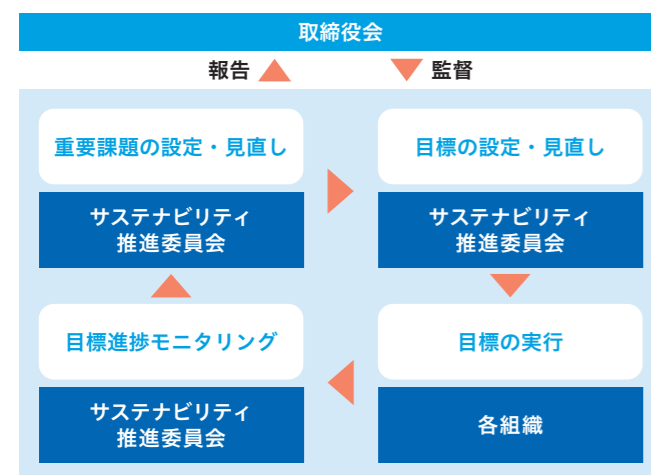 取締役会
報告 監督
重要課題の設定・見直し
サステナビリティ
推進委員会
目標の設定・見直し
サステナビリティ
推進委員会
目標進捗モニタリング
サステナビリティ
推進委員会
目標の実行
各組織